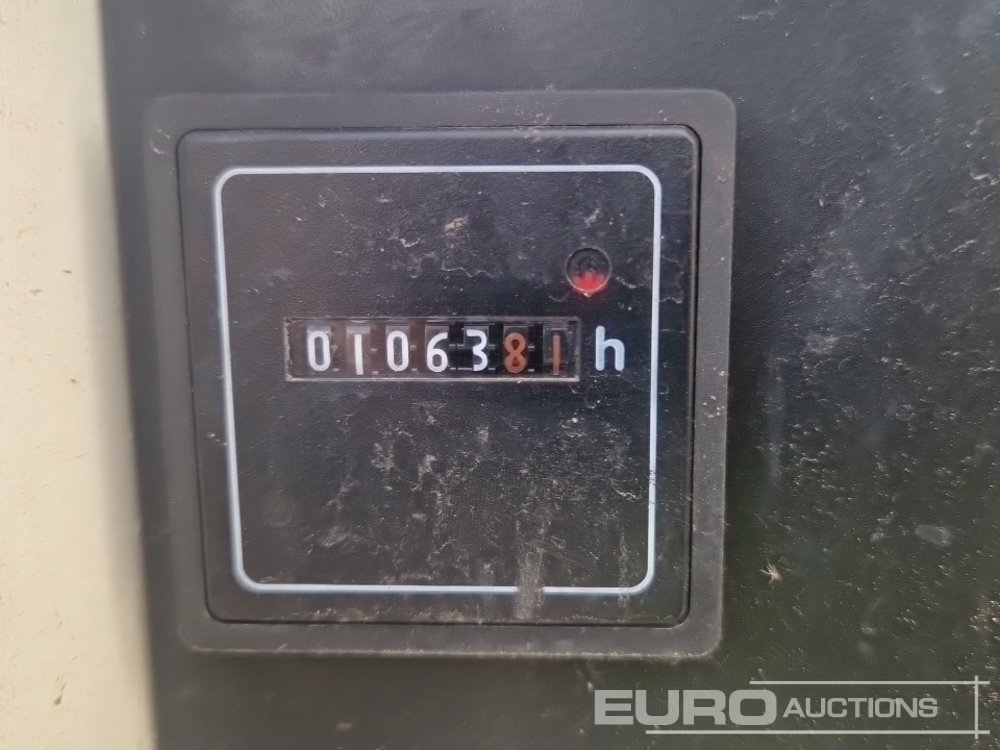 0106381 h
EURO AUCTIONS